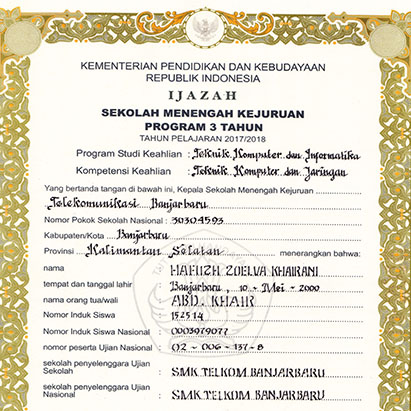 KEMENTERIAN PENDIDIKAN DAN KEBUDAYAAN
REPUBLIK INDONESIA
IJAZAH
SEKOLAH MENENGAH KEJURUAN
PROGRAM 3 TAHUN
TAHUN PELAJARAN 2017/2018
Program Studi Keahlian : Teknik Komputer dan Informatika
Kompetensi Keahlian : Teknik Komputer dan Jaringan
Yang bertanda tangan di bawah ini, Kepala Sekolah Menengah Kejuruan
Telekomunikasi Banjarbaru
Nomor Pokok Sekolah Nasional : 30304593
Kabupaten/Kota Banjarbaru
Provinsi Kalimantan Selatan menerangkan bahwa:
nama HAFIZH ZOELVA KHAIRANI
tempat dan tanggal lahir Banjarbaru, 10 - Mei - 2000
nama orang tua/wali ABD. KHAIR
Nomor Induk Siswa 152514
Nomor Induk Siswa Nasional : 0003979077
nomor peserta Ujian Nasional : 02 - 006 - 137 - 8
sekolah penyelenggara Ujian
Sekolah : SMK TELKOM BANJARBARU
sekolah penyelenggara Ujian
Nasional : SMK TELKOM BANJARBARU